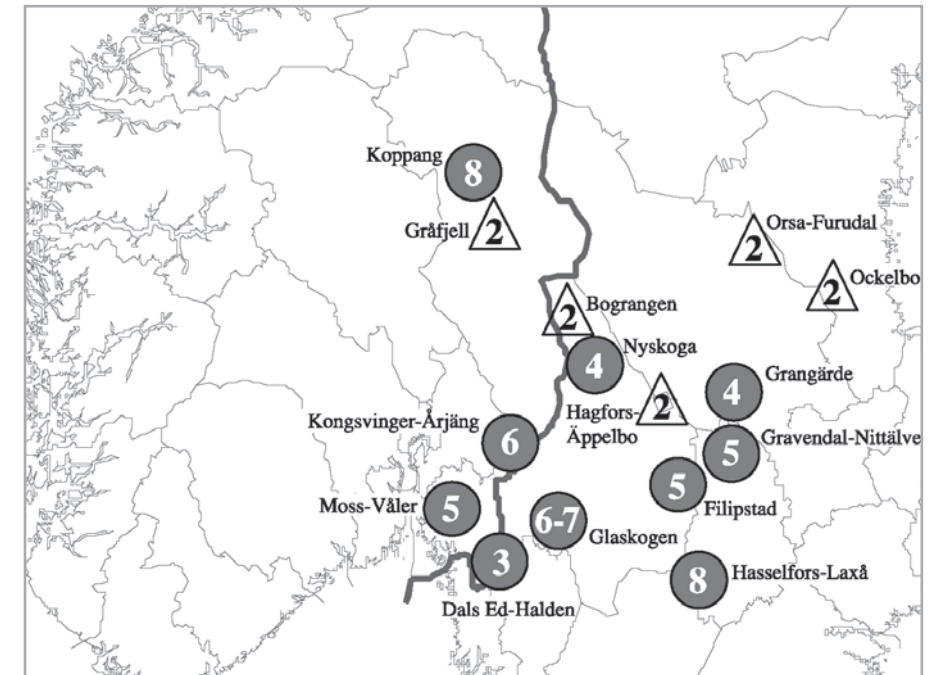 Koppang
8
Gråfjell
2
Orsa-Furudal
2
Ockelbo
2
Bograngen
2
Nyskoga
4
Hagfors-
Äppelbo
2
Grangärde
4
Kongsvinger-Årjäng
6
Gravendal-Nittälve
5
Filipstad
5
Moss-Våler
5
Glaskogen
6-7
Dals Ed-Halden
3
Hasselfors-Laxå
8